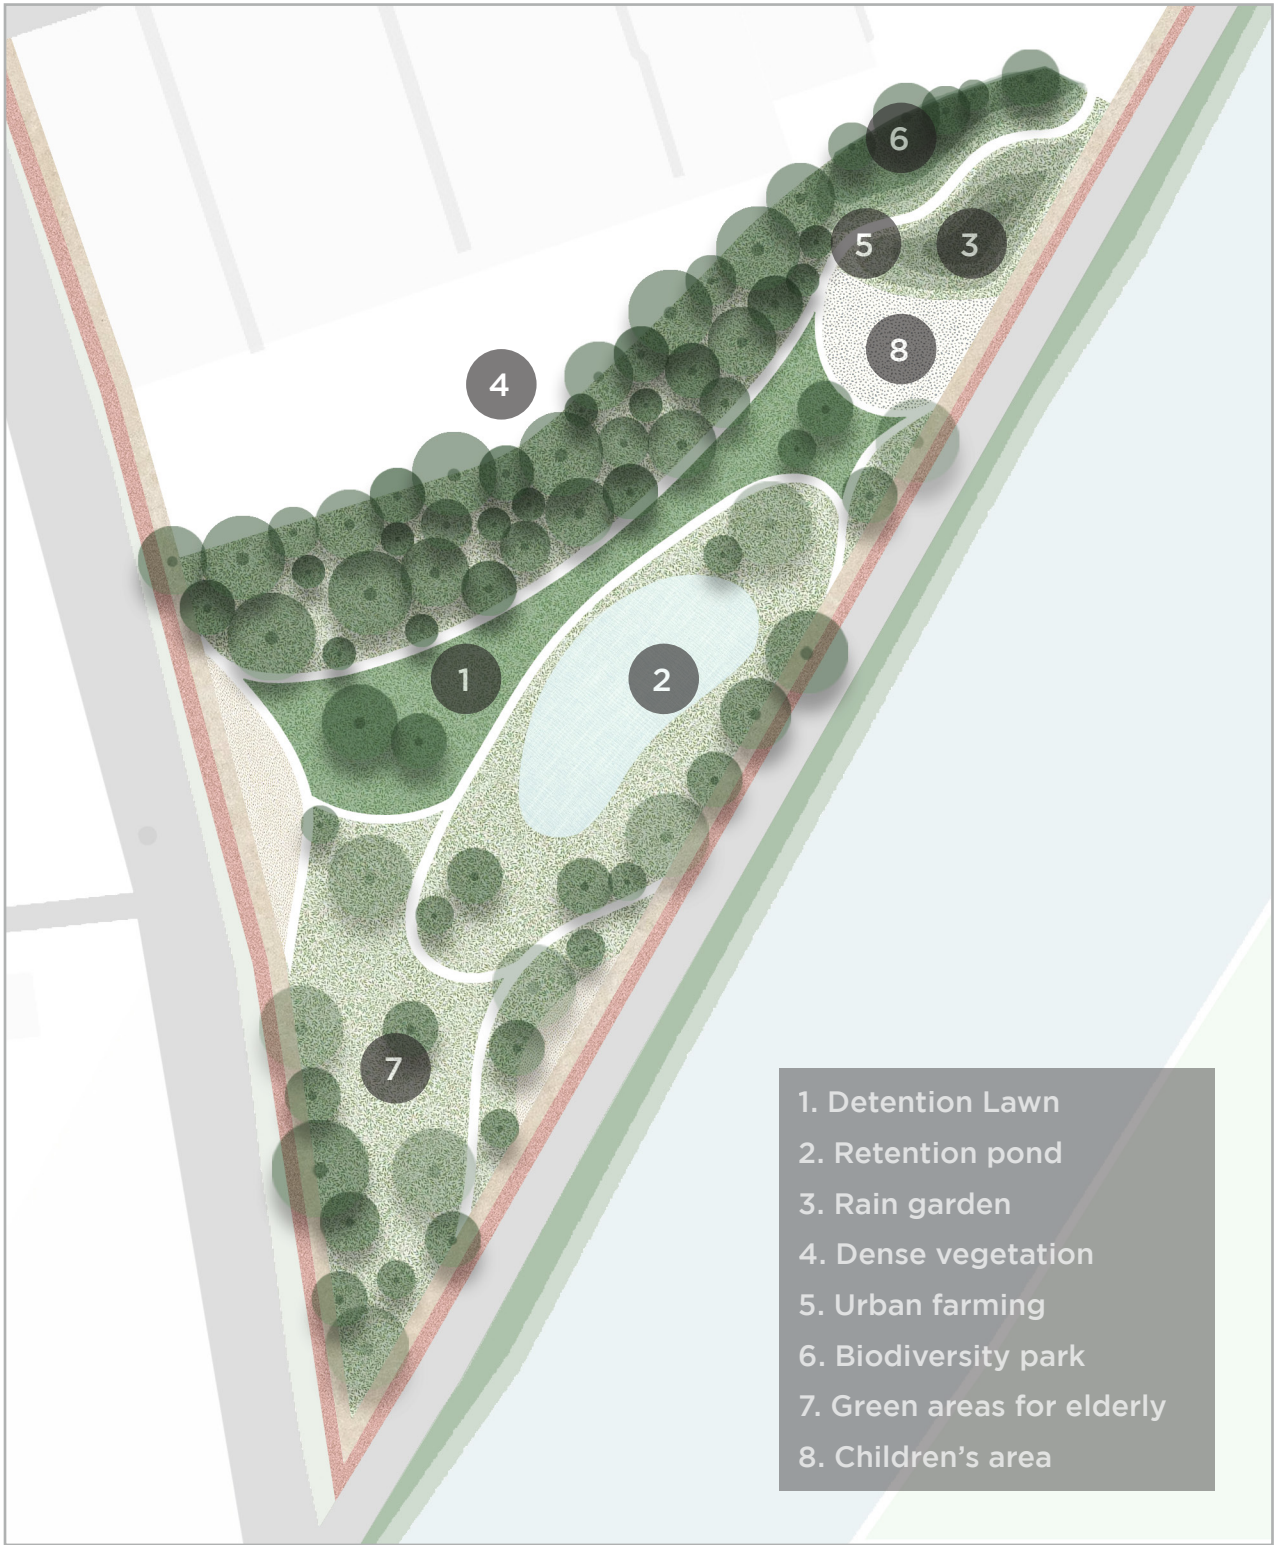 6
5
3
8
4
1
2
7
1. Detention Lawn
2. Retention pond
3. Rain garden
4. Dense vegetation
5. Urban farming
6. Biodiversity park
7. Green areas for elderly
8. Children’s area